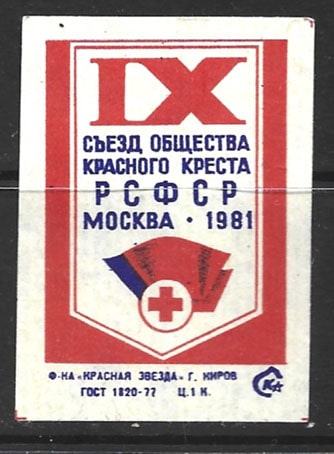 IX
СЪЕЗД ОБЩЕСТВА
КРАСНОГО КРЕСТА
РСФСР
МОСКВА · 1981
Ф-КА «КРАСНАЯ ЗВЕЗДА» Г. КИРОВ
ГОСТ 1820-77 Ц.1 К.